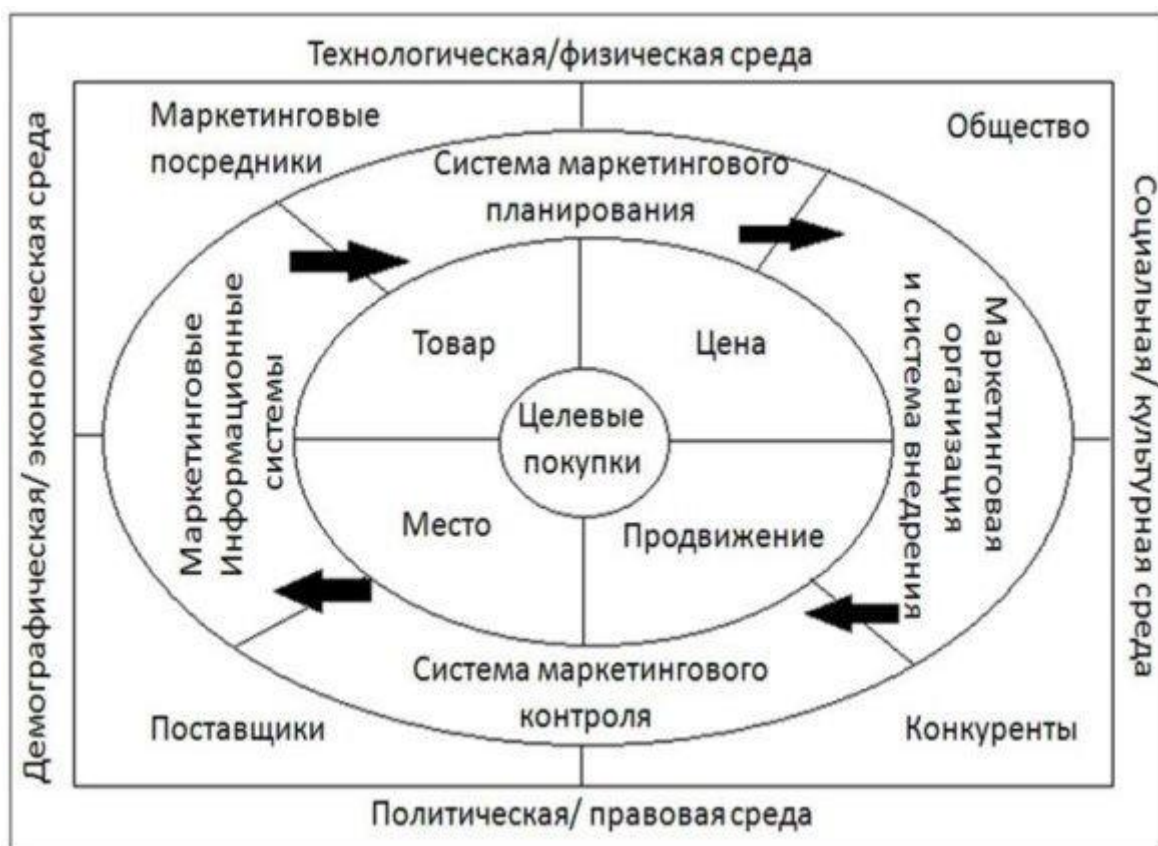 Технологическая/физическая среда
Маркетинговые
посредники
Общество
Система маркетингового
планирования
Демографическая/ экономическая среда
Маркетинговые
Информационные
системы
Товар
Цена
Целевые
покупки
Место
Продвижение
Маркетинговая
организация
и система внедрения
Социальная/ культурная среда
Система маркетингового
контроля
Поставщики
Конкуренты
Политическая/ правовая среда